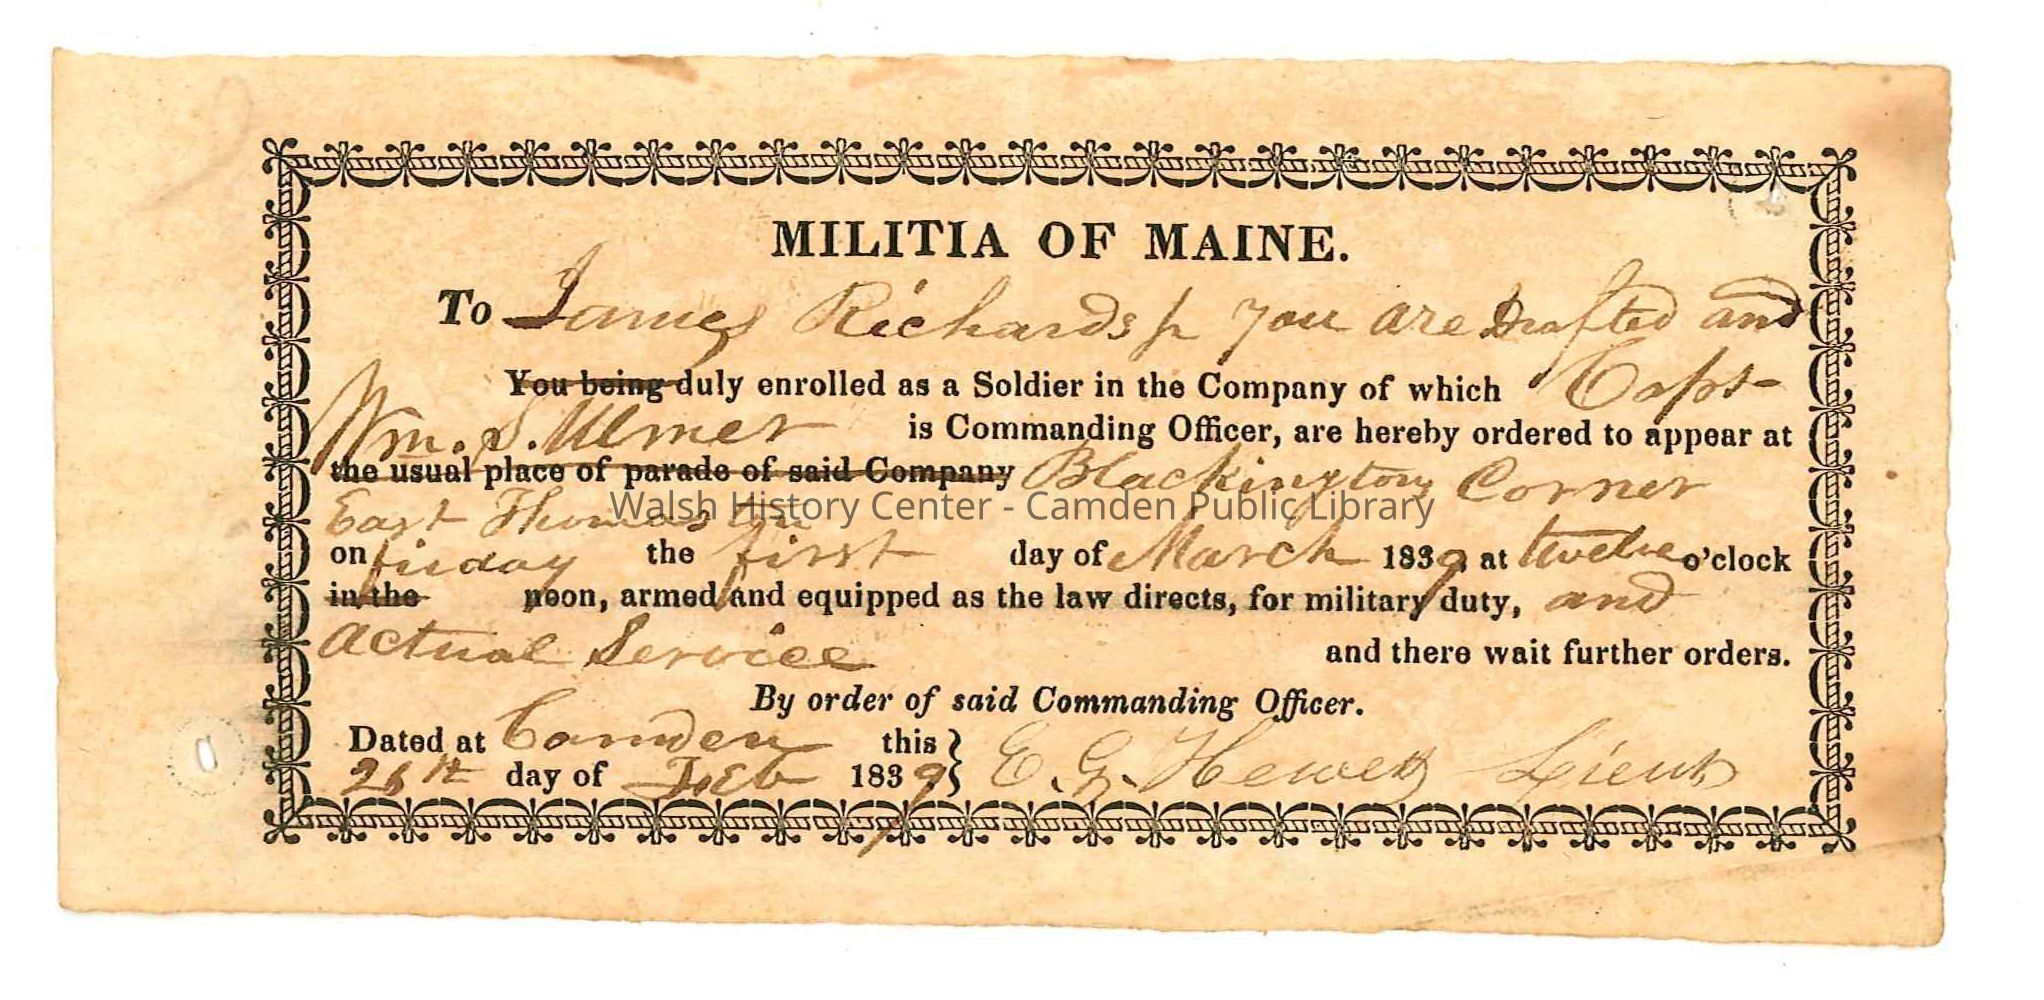 MILITIA OF MAINE.
To James Richards jr you are Drafted and
You being duly enrolled as a Soldier in the Company of which Capt
Wm. S. Ulmer is Commanding Officer, are hereby ordered to appear at
the usual place of parade of said Company Blackington Corner
Walsh History Center - Camden Public Library
East Thomaston
on friday the first day of March 1839 at twelve o'clock
in the noon, armed and equipped as the law directs, for military duty, and
actual Service and there wait further orders.
By order of said Commanding Officer.
Dated at Camden this
day of Feb 1839 E. G. Hewett Lieut